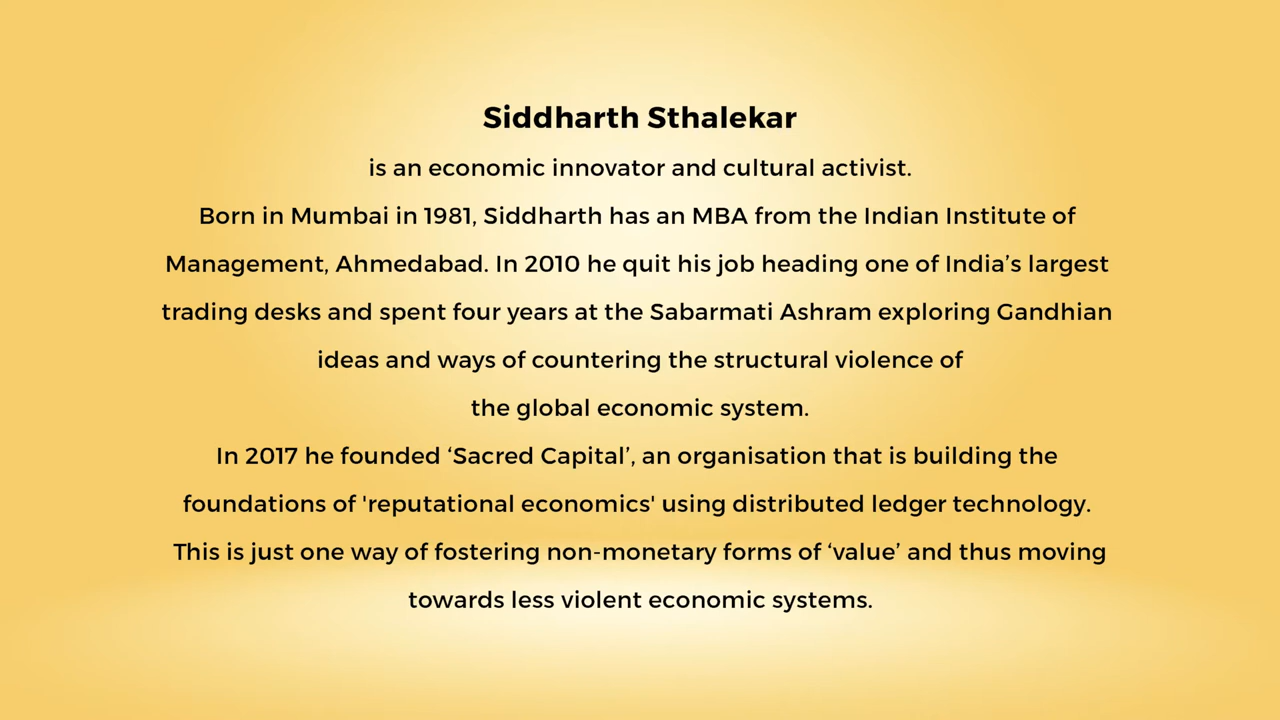 Siddharth Sthalekar
is an economic innovator and cultural activist.
Born in Mumbai in 1981, Siddharth has an MBA from the Indian Institute of
Management, Ahmedabad. In 2010 he quit his job heading one of India’s largest
trading desks and spent four years at the Sabarmati Ashram exploring Gandhian
ideas and ways of countering the structural violence of
the global economic system.
In 2017 he founded ‘Sacred Capital’, an organisation that is building the
foundations of 'reputational economics' using distributed ledger technology.
This is just one way of fostering non-monetary forms of ‘value’ and thus moving
towards less violent economic systems.